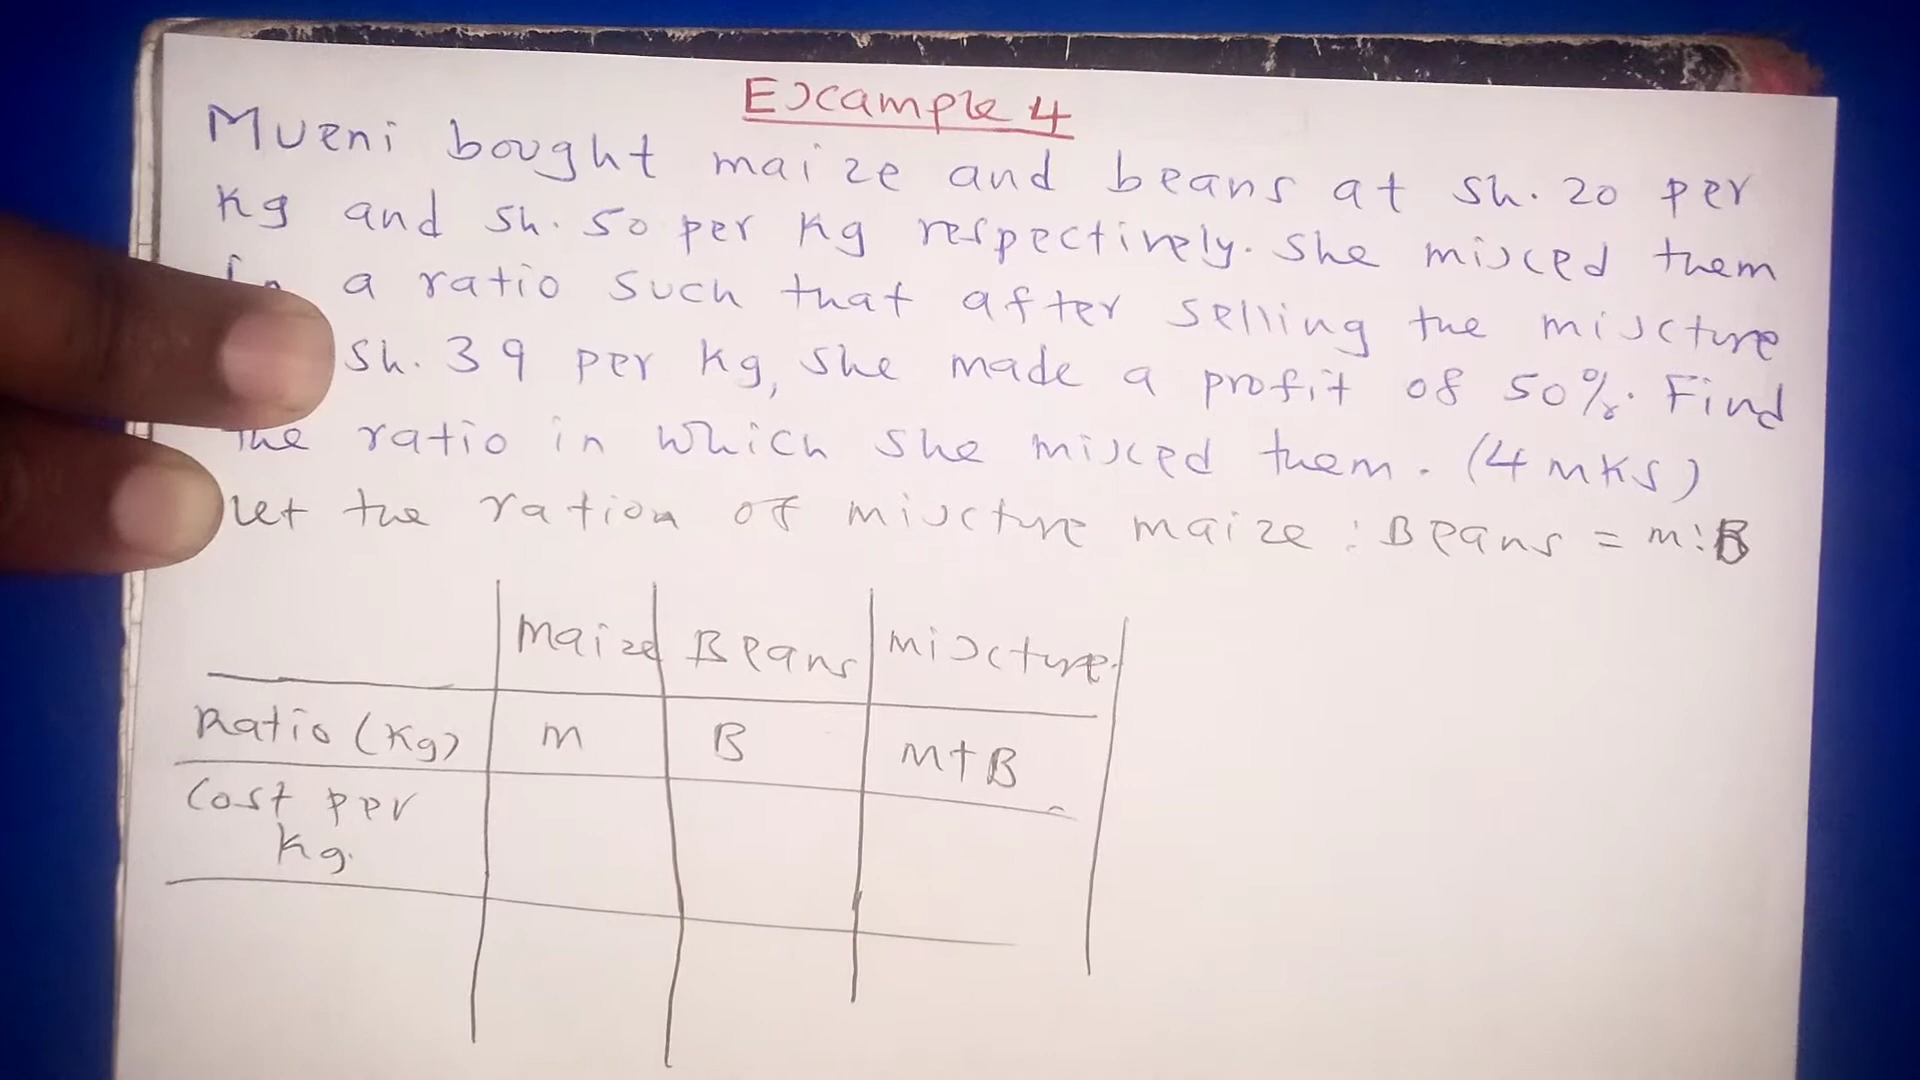 Example 4
Mueni bought maize and beans at sh. 20 per
kg and sh. 50 per kg respectively. She mixed them
in a ratio such that after selling the mixture
sh. 39 per kg, she made a profit of 50%. Find
the ratio in which she mixed them. (4 mks)
Let the ration of mixture maize : Beans = m:B
maize Beans mixture
Ratio (kg) m B m+B
Cost per
kg.